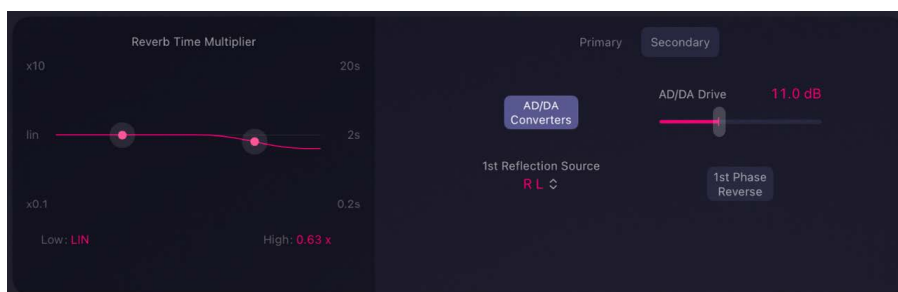 Reverb Time Multiplier
x10
20s
lin
2s
x0.1
0.2s
Low: LIN
High: 0.63 x
Primary
Secondary
AD/DA
Converters
AD/DA Drive
11.0 dB
1st Reflection Source
R L
1st Phase
Reverse